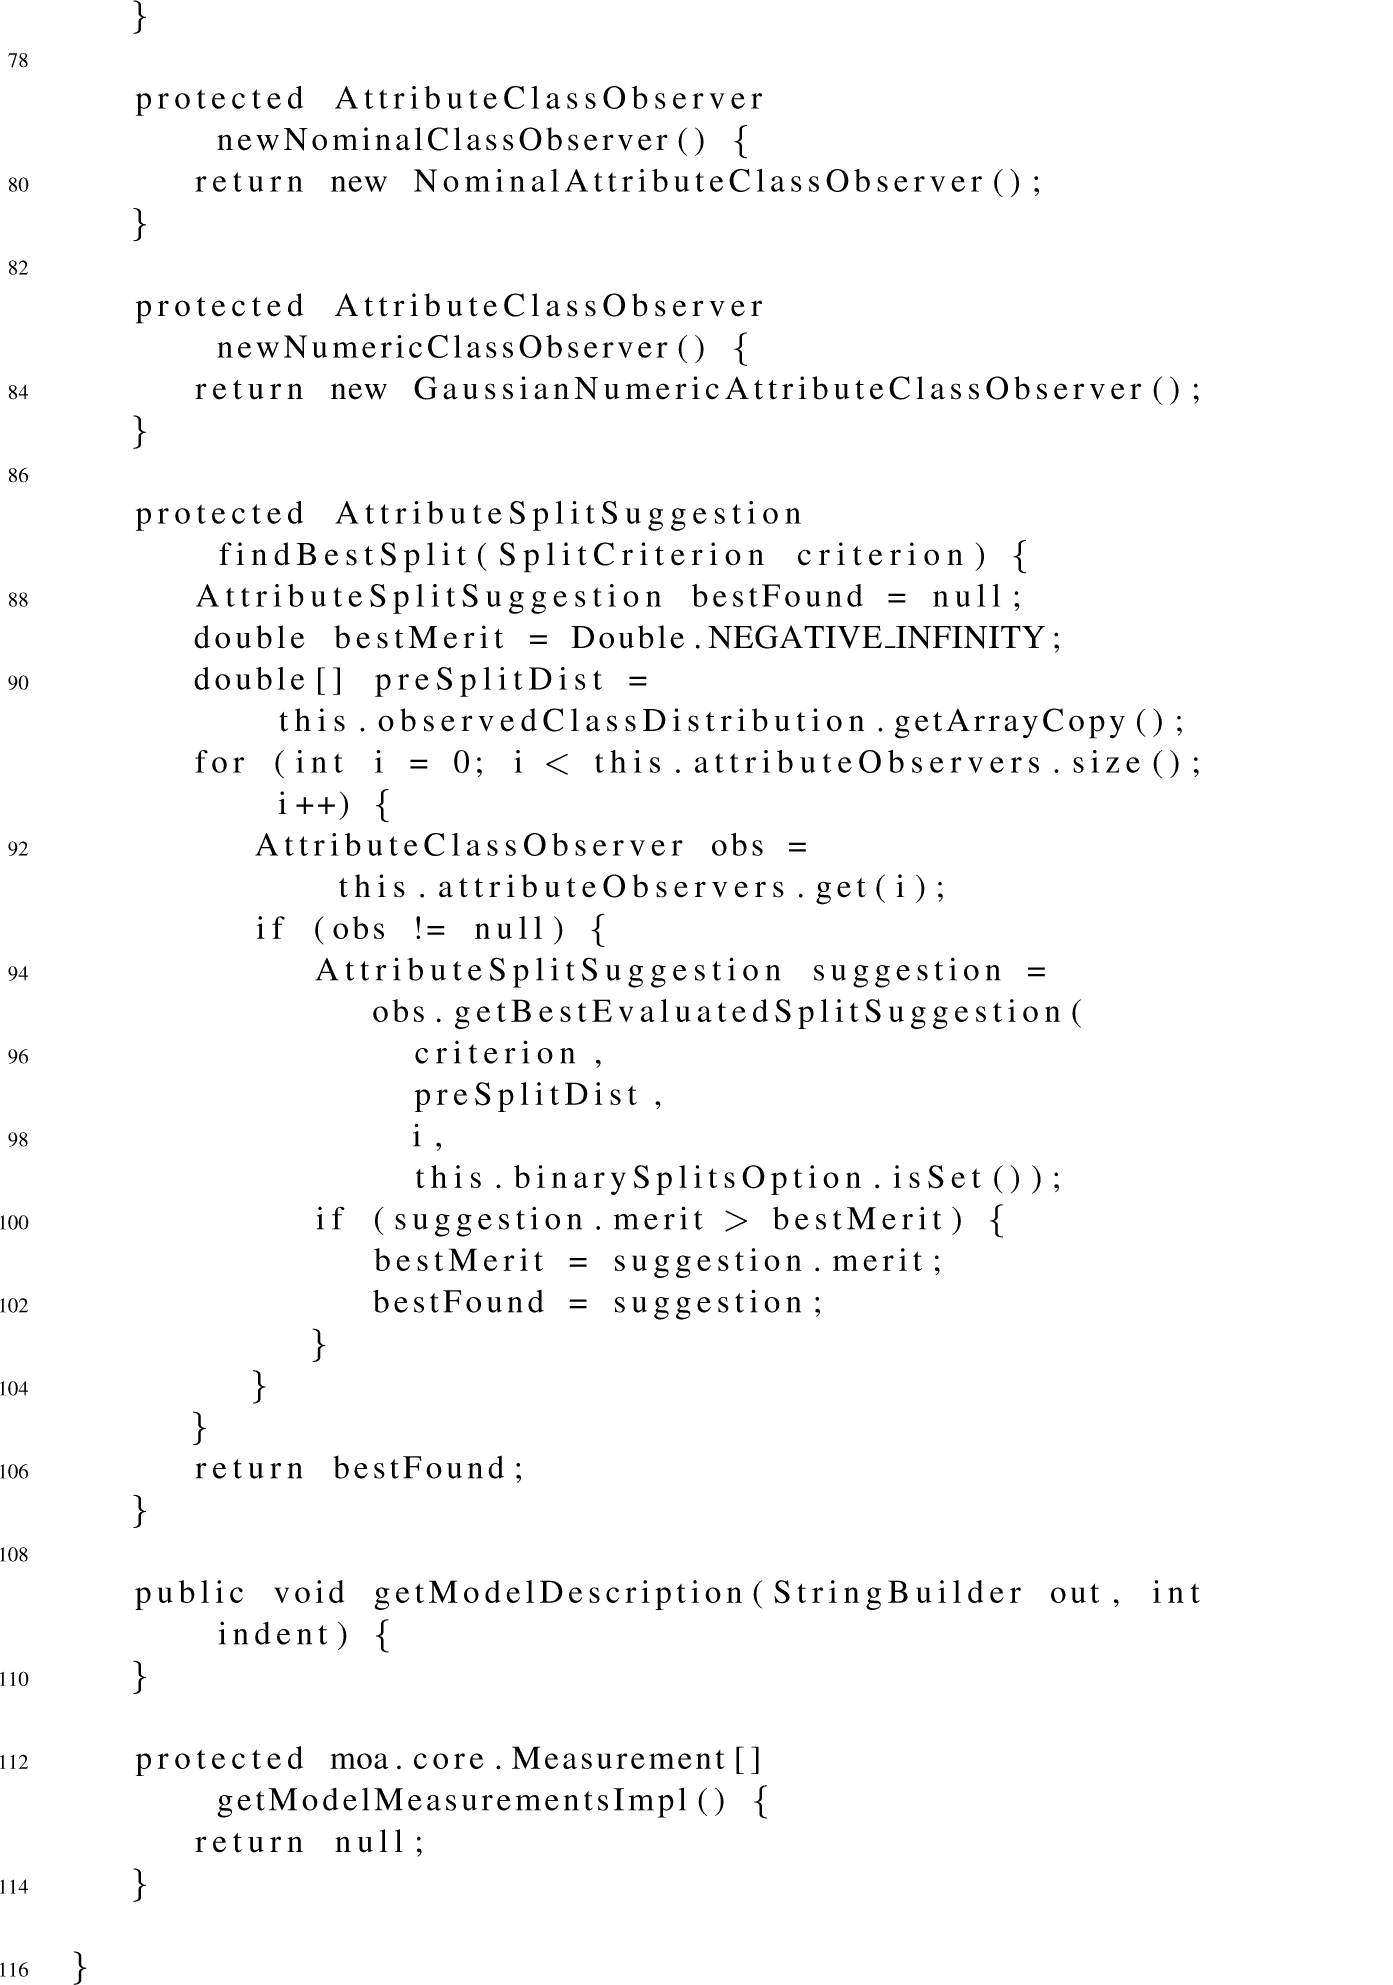 }
78
protected AttributeClassObserver
newNominalClassObserver() {
80 return new NominalAttributeClassObserver();
}
82
protected AttributeClassObserver
newNumericClassObserver() {
84 return new GaussianNumericAttributeClassObserver();
}
86
protected AttributeSplitSuggestion
findBestSplit(SplitCriterion criterion) {
88 AttributeSplitSuggestion bestFound = null;
double bestMerit = Double.NEGATIVE_INFINITY;
90 double[] preSplitDist =
this.observedClassDistribution.getArrayCopy();
for (int i = 0; i < this.attributeObservers.size();
i++) {
92 AttributeClassObserver obs =
this.attributeObservers.get(i);
if (obs != null) {
94 AttributeSplitSuggestion suggestion =
obs.getBestEvaluatedSplitSuggestion(
96 criterion,
preSplitDist,
98 i,
this.binarySplitsOption.isSet());
100 if (suggestion.merit > bestMerit) {
bestMerit = suggestion.merit;
102 bestFound = suggestion;
}
104 }
}
106 return bestFound;
}
108
public void getModelDescription(StringBuilder out, int
indent) {
110 }
112 protected moa.core.Measurement[]
getModelMeasurementsImpl() {
return null;
114 }
116 }